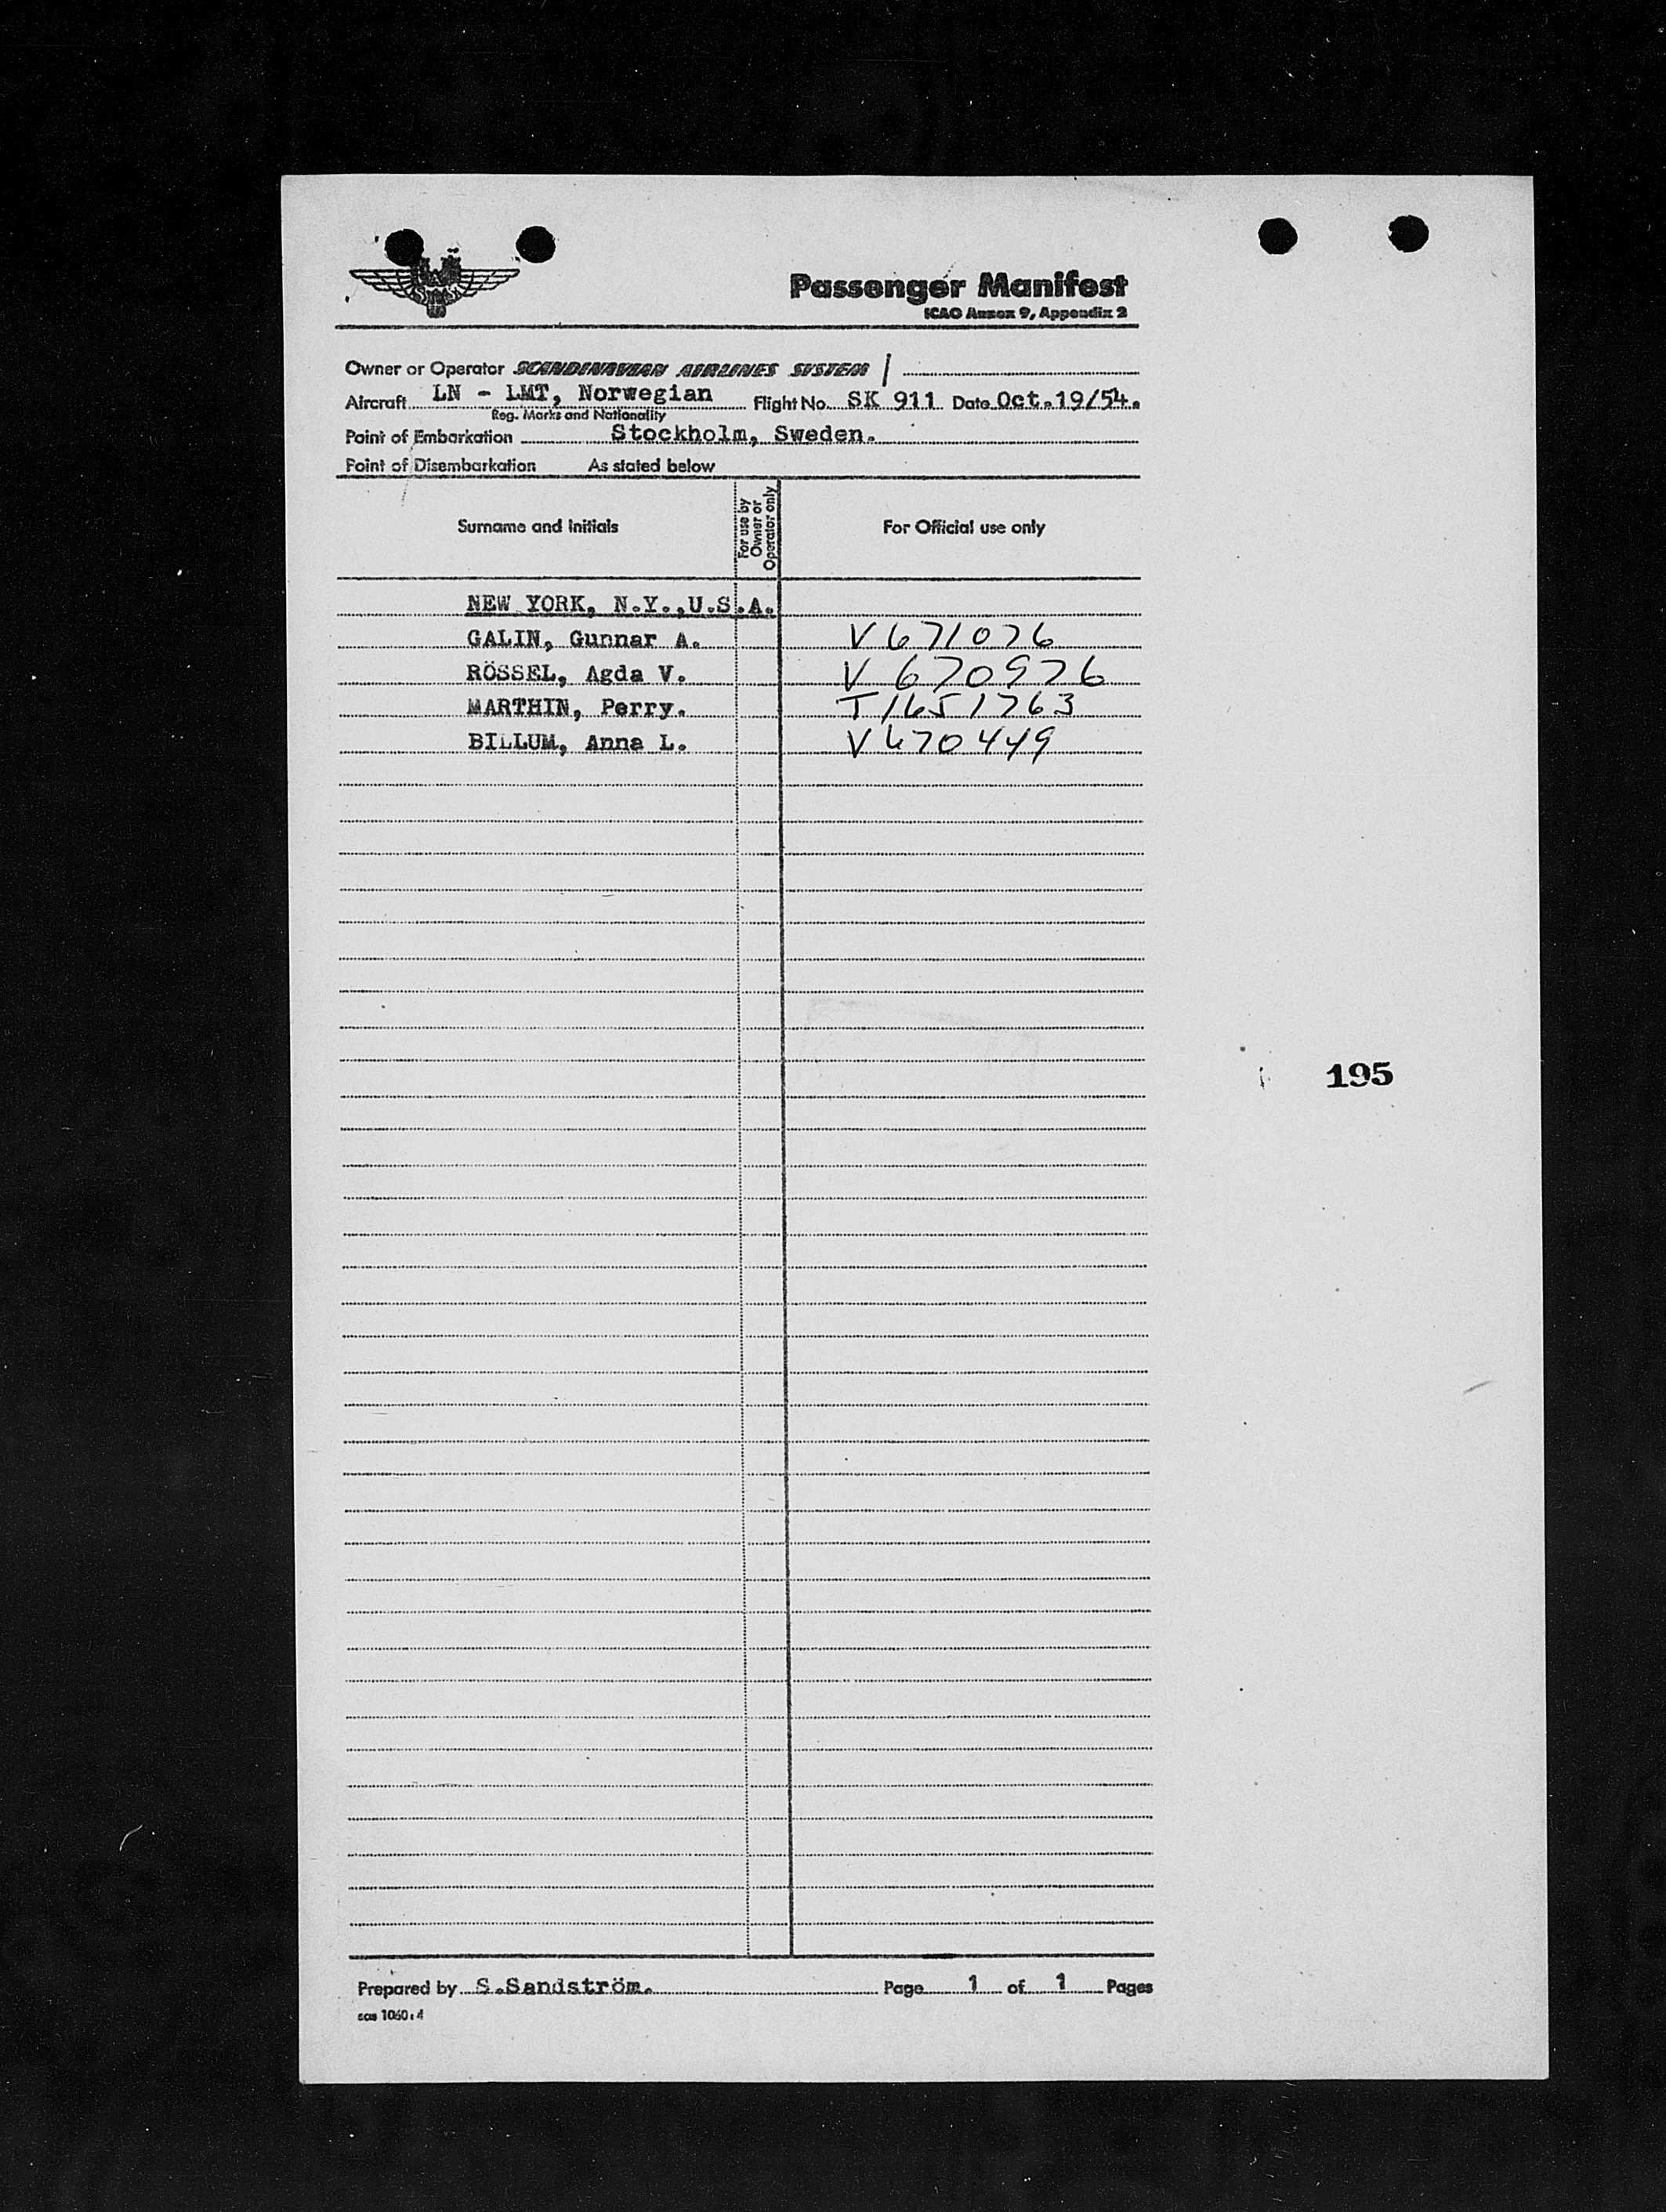 Passenger Manifest
ICAO Annex 9, Appendix 2
Owner or Operator SCANDINAVIAN AIRLINES SYSTEM
Aircraft LN - LMT, Norwegian Flight No. SK 911 Date Oct.19/54.
Reg. Marks and Nationality
Point of Embarkation Stockholm, Sweden.
Point of Disembarkation As stated below
Surname and Initials
For use by
Owner or
Operator only
For Official use only
NEW YORK, N.Y.,U.S.A.
GALIN, Gunnar A. V 671076
RÖSSEL, Agda V. V 670976
MARTHIN, Perry. T1651763
BILLUM, Anna L. V670449
195
Prepared by S.Sandström. Page 1 of 1 Pages
sas 1060:4